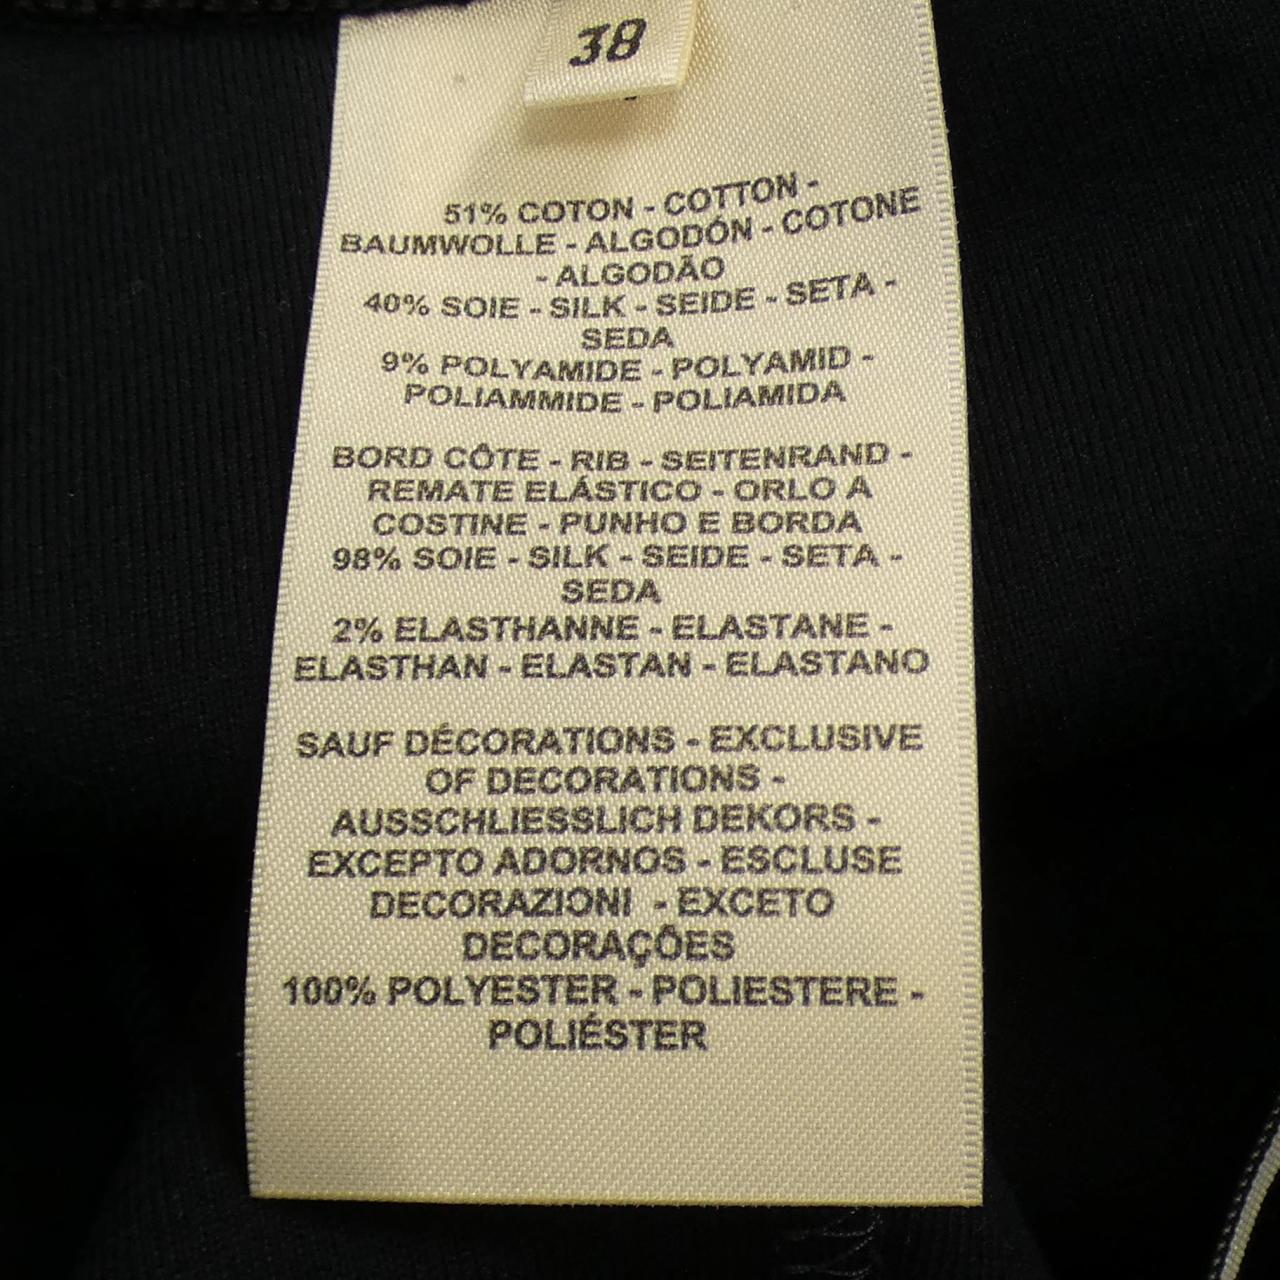 38
51% COTON - COTTON -
BAUMWOLLE - ALGODÓN - COTONE
- ALGODÃO
40% SOIE - SILK - SEIDE - SETA -
SEDA
9% POLYAMIDE - POLYAMID -
POLIAMMIDE - POLIAMIDA
BORD CÔTE - RIB - SEITENRAND -
REMATE ELÁSTICO - ORLO A
COSTINE - PUNHO E BORDA
98% SOIE - SILK - SEIDE - SETA -
SEDA
2% ELASTHANNE - ELASTANE -
ELASTHAN - ELASTAN - ELASTANO
SAUF DÉCORATIONS - EXCLUSIVE
OF DECORATIONS -
AUSSCHLIESSLICH DEKORS -
EXCEPTO ADORNOS - ESCLUSE
DECORAZIONI - EXCETO
DECORAÇÕES
100% POLYESTER - POLIESTERE -
POLIÉSTER